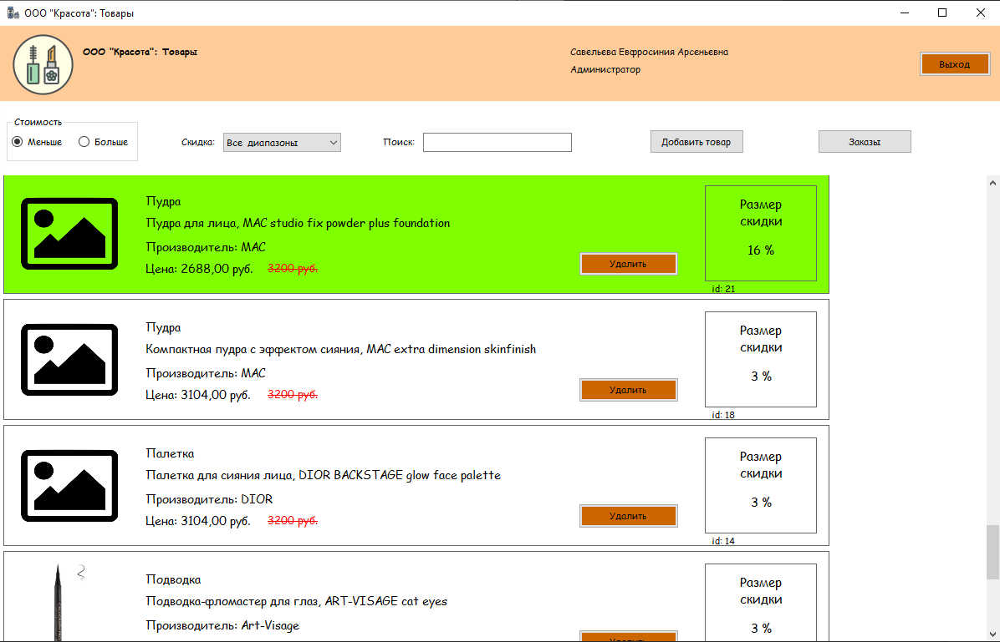 ООО "Красота": Товары
ООО "Красота": Товары
Савельева Евфросиния Арсеньевна
Администратор
Выход
Стоимость
Меньше
Больше
Скидка:
Все диапазоны
Поиск:
Добавить товар
Заказы
Пудра
Пудра для лица, MAC studio fix powder plus foundation
Производитель: MAC
Цена: 2688,00 руб. 3200 руб.
Удалить
Размер
скидки
16 %
id: 21
Пудра
Компактная пудра с эффектом сияния, MAC extra dimension skinfinish
Производитель: MAC
Цена: 3104,00 руб. 3200 руб.
Удалить
Размер
скидки
3 %
id: 18
Палетка
Палетка для сияния лица, DIOR BACKSTAGE glow face palette
Производитель: DIOR
Цена: 3104,00 руб. 3200 руб.
Удалить
Размер
скидки
3 %
id: 14
Подводка
Подводка-фломастер для глаз, ART-VISAGE cat eyes
Производитель: Art-Visage
Удалить
Размер
скидки
3 %